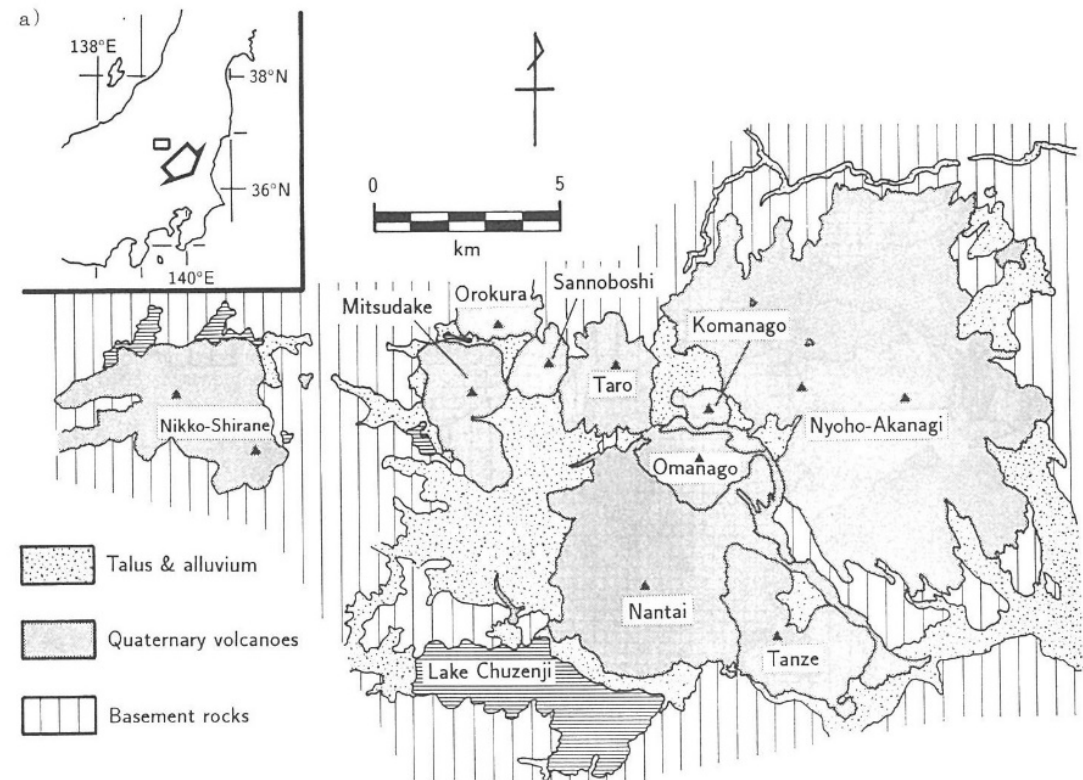 a)
138°E
38°N
36°N
140°E
0
5
km
Sannoboshi
Orokura
Mitsudake
Komanago
Taro
Nikko-Shirane
Nyoho-Akanagi
Omanago
Talus & alluvium
Nantai
Quaternary volcanoes
Tanze
Lake Chuzenji
Basement rocks